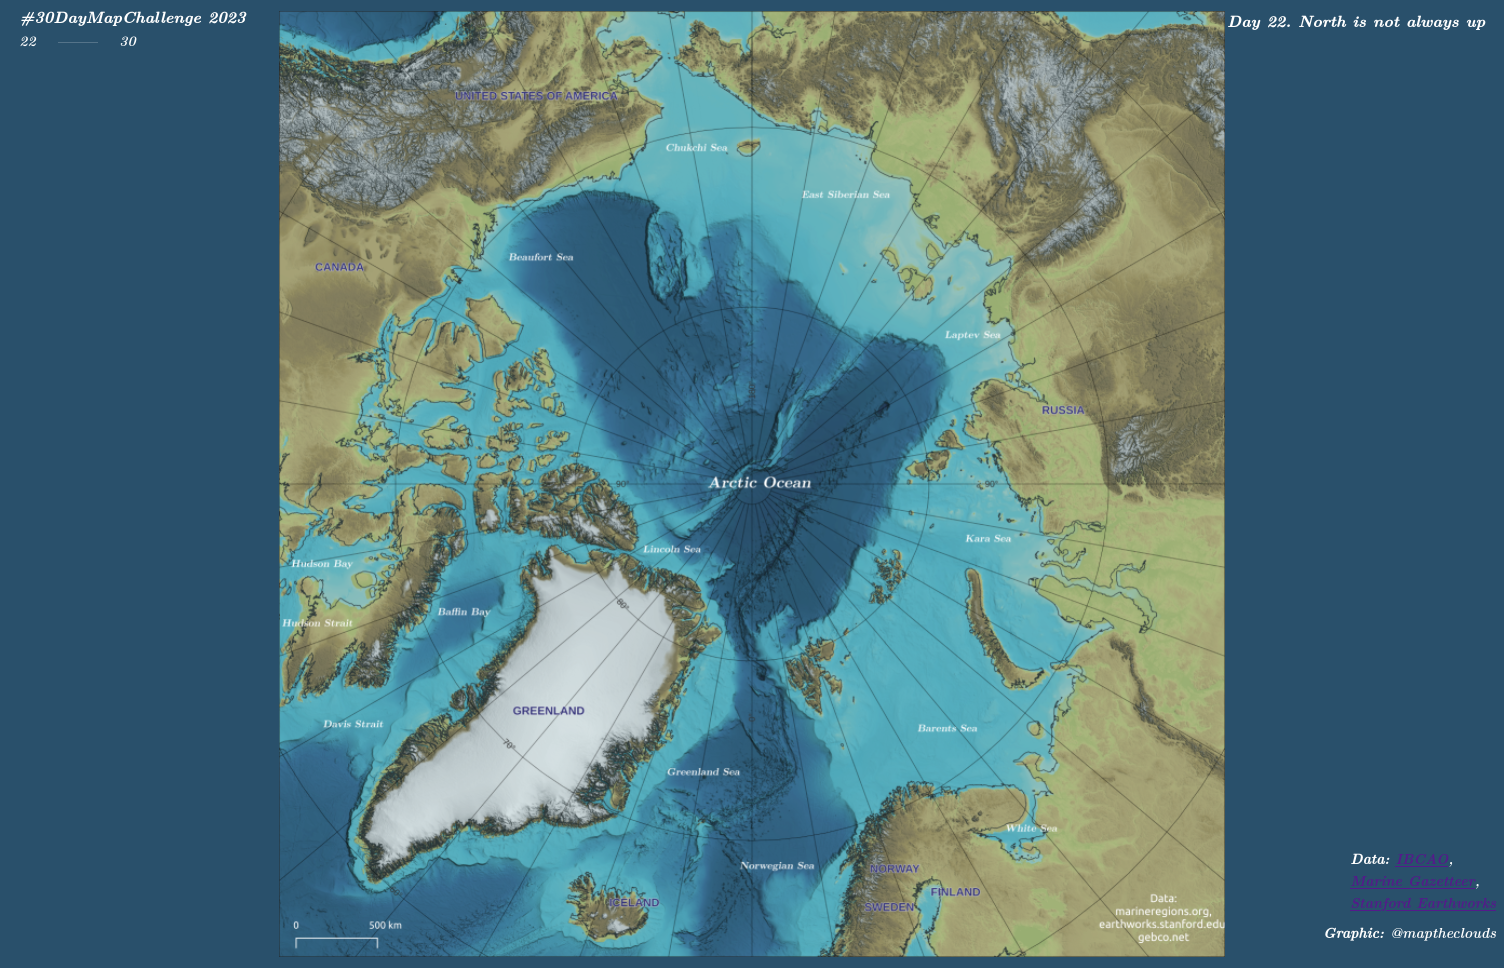 #30DayMapChallenge 2023
22 30
Day 22. North is not always up
UNITED STATES OF AMERICA
Chukchi Sea
East Siberian Sea
Beaufort Sea
CANADA
Laptev Sea
RUSSIA
Arctic Ocean
90°
90°
Kara Sea
Lincoln Sea
Hudson Bay
80°
Baffin Bay
Hudson Strait
GREENLAND
Davis Strait
Barents Sea
70°
Greenland Sea
White Sea
Norwegian Sea
NORWAY
FINLAND
ICELAND
SWEDEN
0 500 km
Data:
marineregions.org,
earthworks.stanford.edu
gebco.net
Data: IBCAO,
Marine Gazetteer,
Stanford Earthworks
Graphic: @maptheclouds